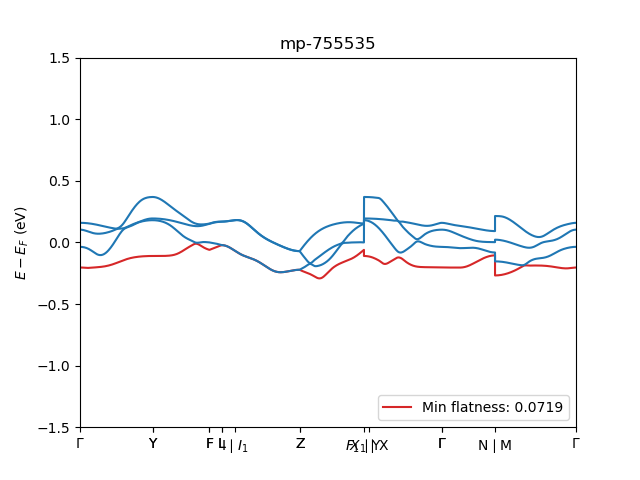 mp-755535
1.5
1.0
0.5
0.0
−0.5
−1.0
−1.5
E − E_F (eV)
Min flatness: 0.0719
Γ Y F L I | I₁ Z X₁ | Y X Γ N | M Γ